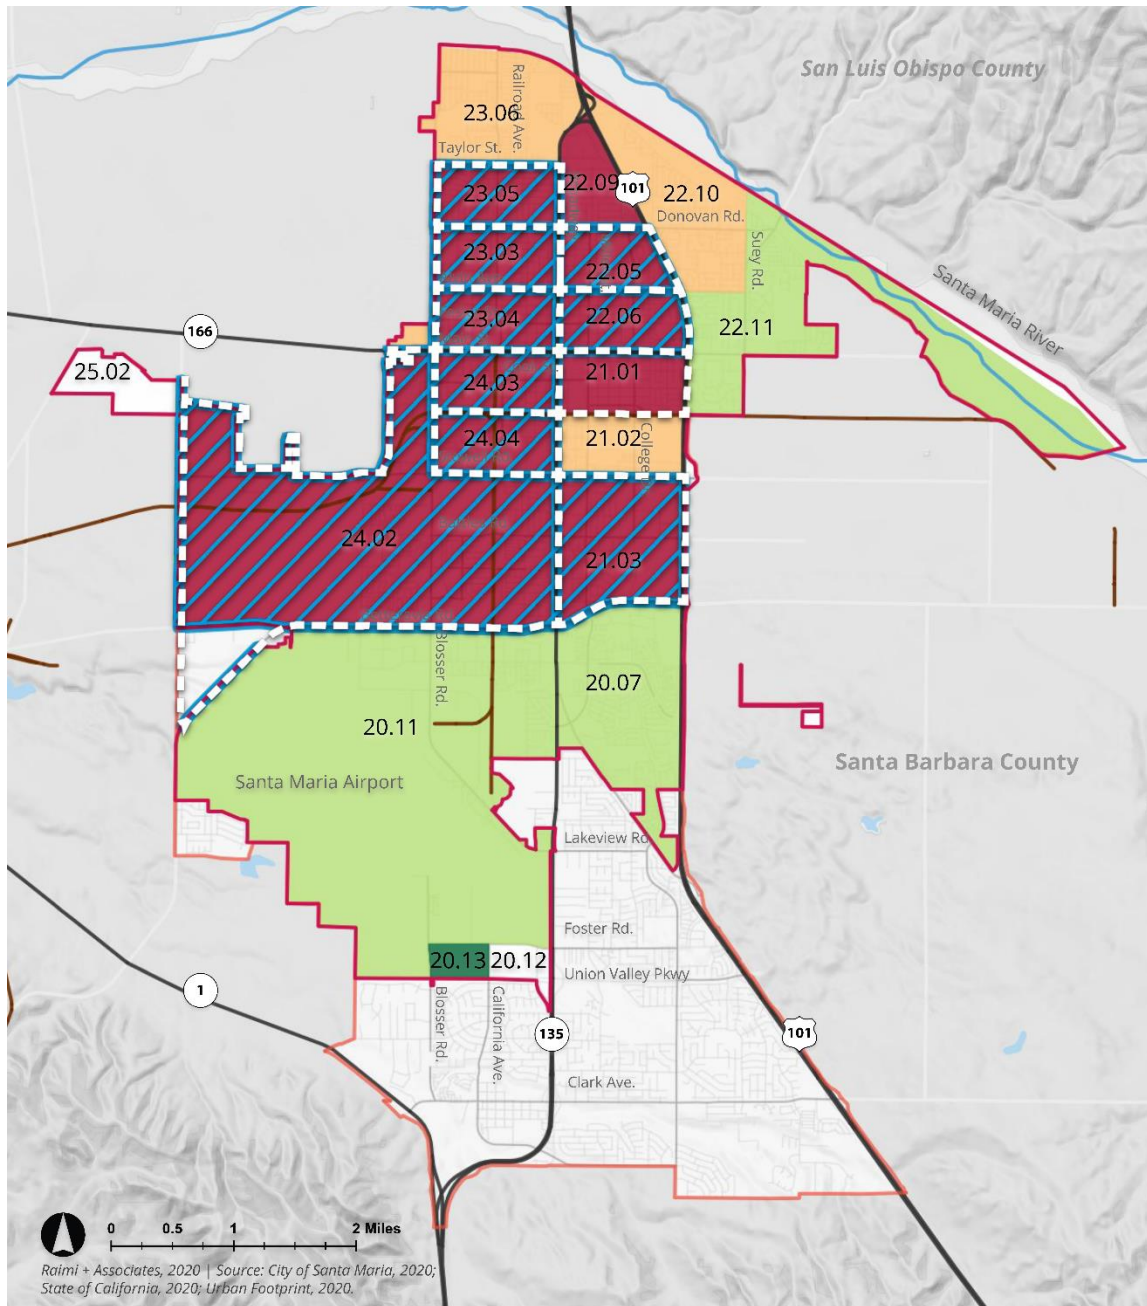 San Luis Obispo County
23.06
Railroad Ave.
Taylor St.
22.09
101
22.10
23.05
Donovan Rd.
Suey Rd.
23.03
22.05
Santa Maria River
166
23.04
22.06
22.11
25.02
24.03
21.01
24.04
21.02
College
24.02
21.03
Blosser Rd.
20.07
20.11
Santa Maria Airport
Santa Barbara County
Lakeview Rd
Foster Rd.
20.13
20.12
Union Valley Pkwy
1
Blosser Rd.
California Ave.
135
101
Clark Ave.
0 0.5 1 2 Miles
Raimi + Associates, 2020 | Source: City of Santa Maria, 2020;
State of California, 2020; Urban Footprint, 2020.